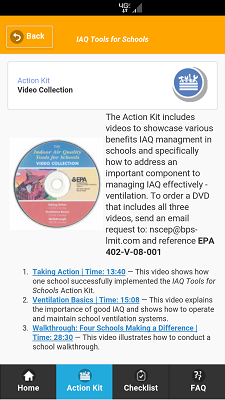 4G
Back
IAQ Tools for Schools
Action Kit
Video Collection
Indoor Air Quality
Tools for Schools
VIDEO COLLECTION
EPA
The Action Kit includes
videos to showcase various
benefits IAQ managment in
schools and specifically
how to address an
important component to
managing IAQ effectively -
ventilation. To order a DVD
that includes all three
videos, send an email
request to: nscep@bps-
lmit.com and reference EPA
402-V-08-001
1. Taking Action | Time: 13:40 — This video shows how
one school successfully implemented the IAQ Tools for
Schools Action Kit.
2. Ventilation Basics | Time: 15:08 — This video explains
the importance of good IAQ and shows how to operate
and maintain school ventilation systems.
3. Walkthrough: Four Schools Making a Difference |
Time: 28:30 — This video illustrates how to conduct a
school walkthrough.
Home
Action Kit
Checklist
FAQ